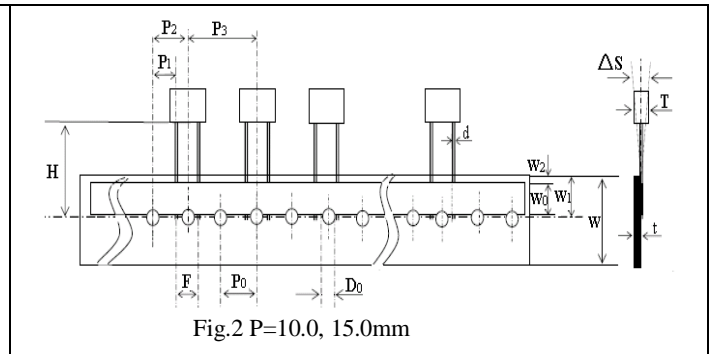 P2 P3
P1
ΔS
T
H
d
W2
W0 W1
W
t
F P0 D0
Fig.2 P=10.0, 15.0mm